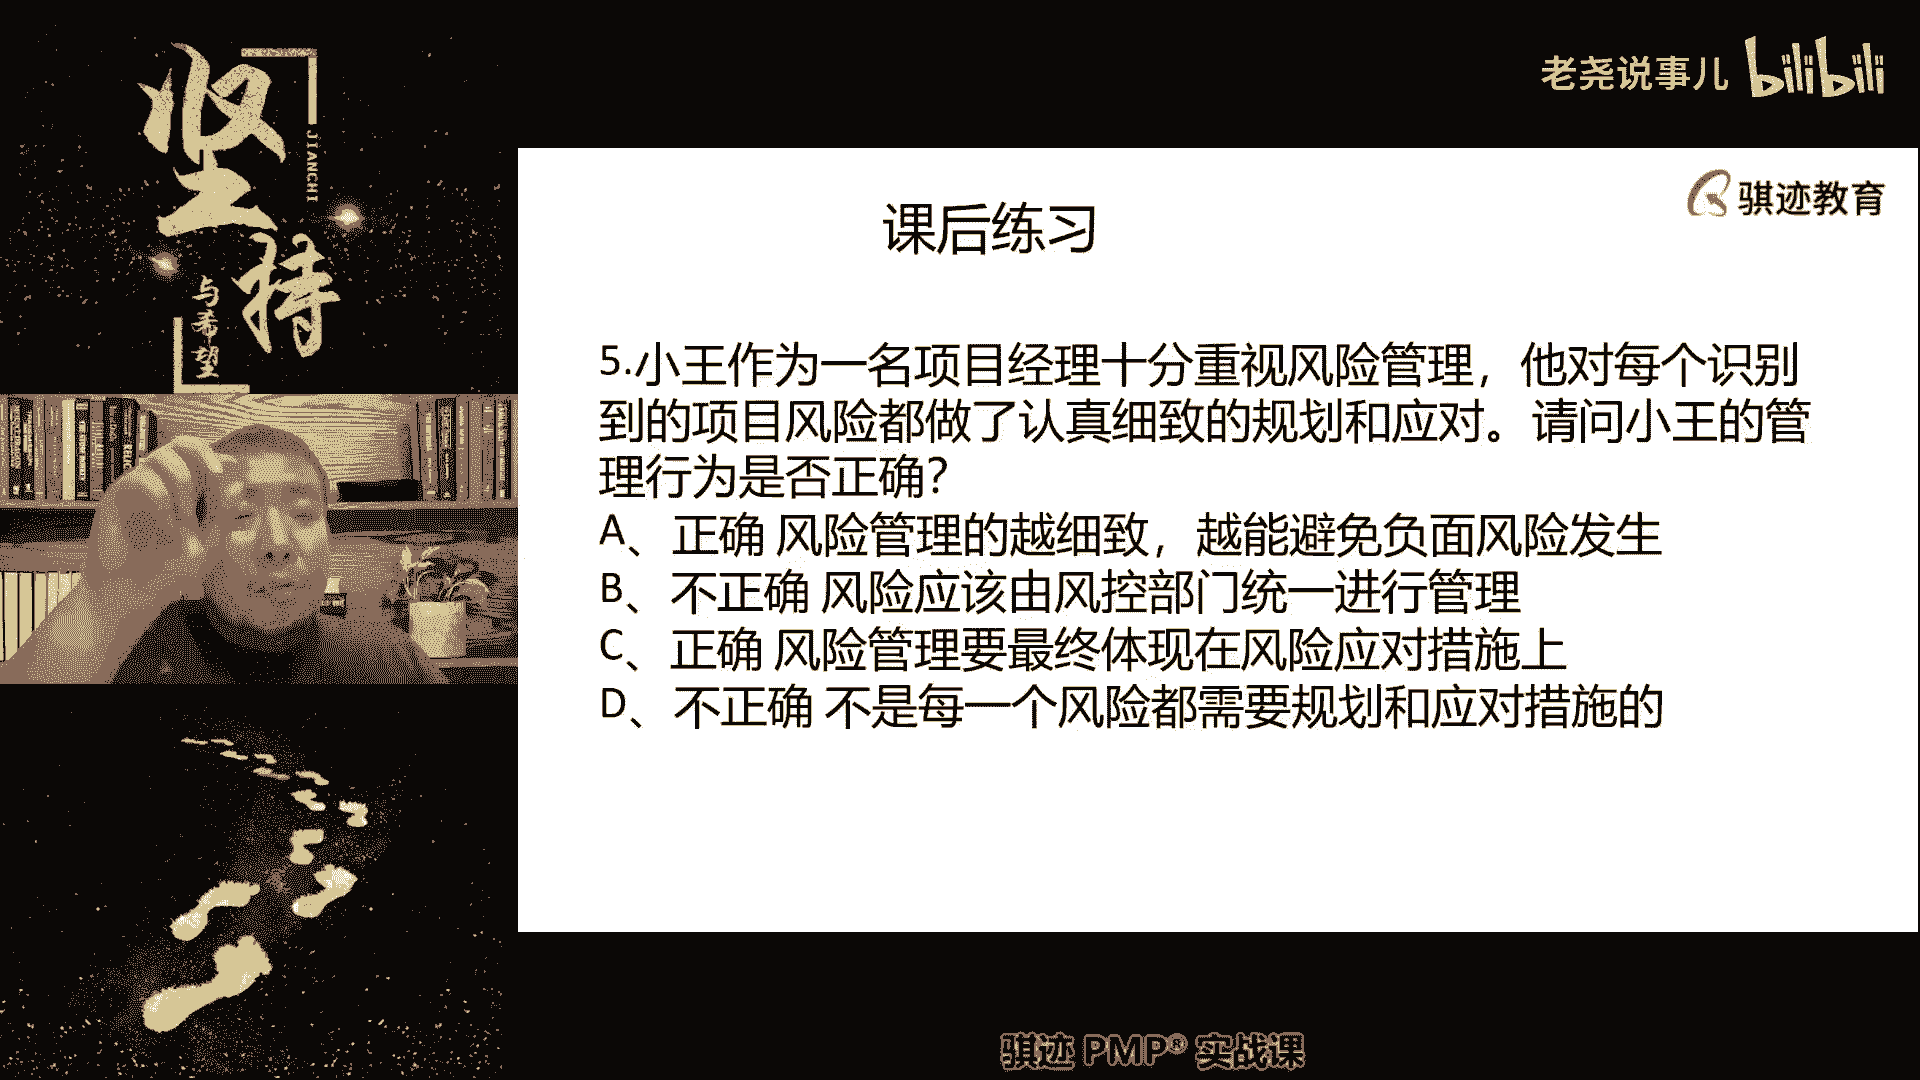 坚持
JIANCHI
与希望
老尧说事儿 bilibili
骐迹教育
课后练习
5.小王作为一名项目经理十分重视风险管理，他对每个识别
到的项目风险都做了认真细致的规划和应对。请问小王的管
理行为是否正确？
A、正确 风险管理的越细致，越能避免负面风险发生
B、不正确 风险应该由风控部门统一进行管理
C、正确 风险管理要最终体现在风险应对措施上
D、不正确 不是每一个风险都需要规划和应对措施的
骐迹 PMP® 实战课